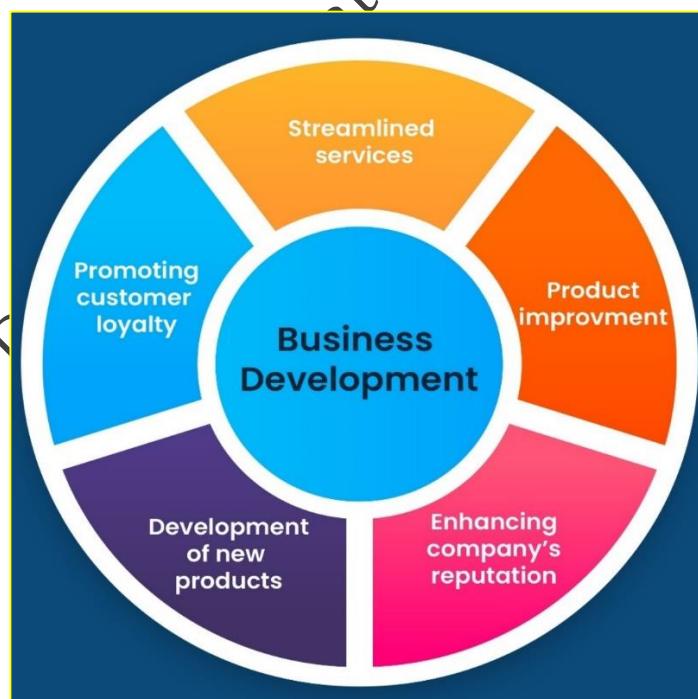 Streamlined
services
Product
improvment
Enhancing
company's
reputation
Development
of new
products
Promoting
customer
loyalty
Business
Development